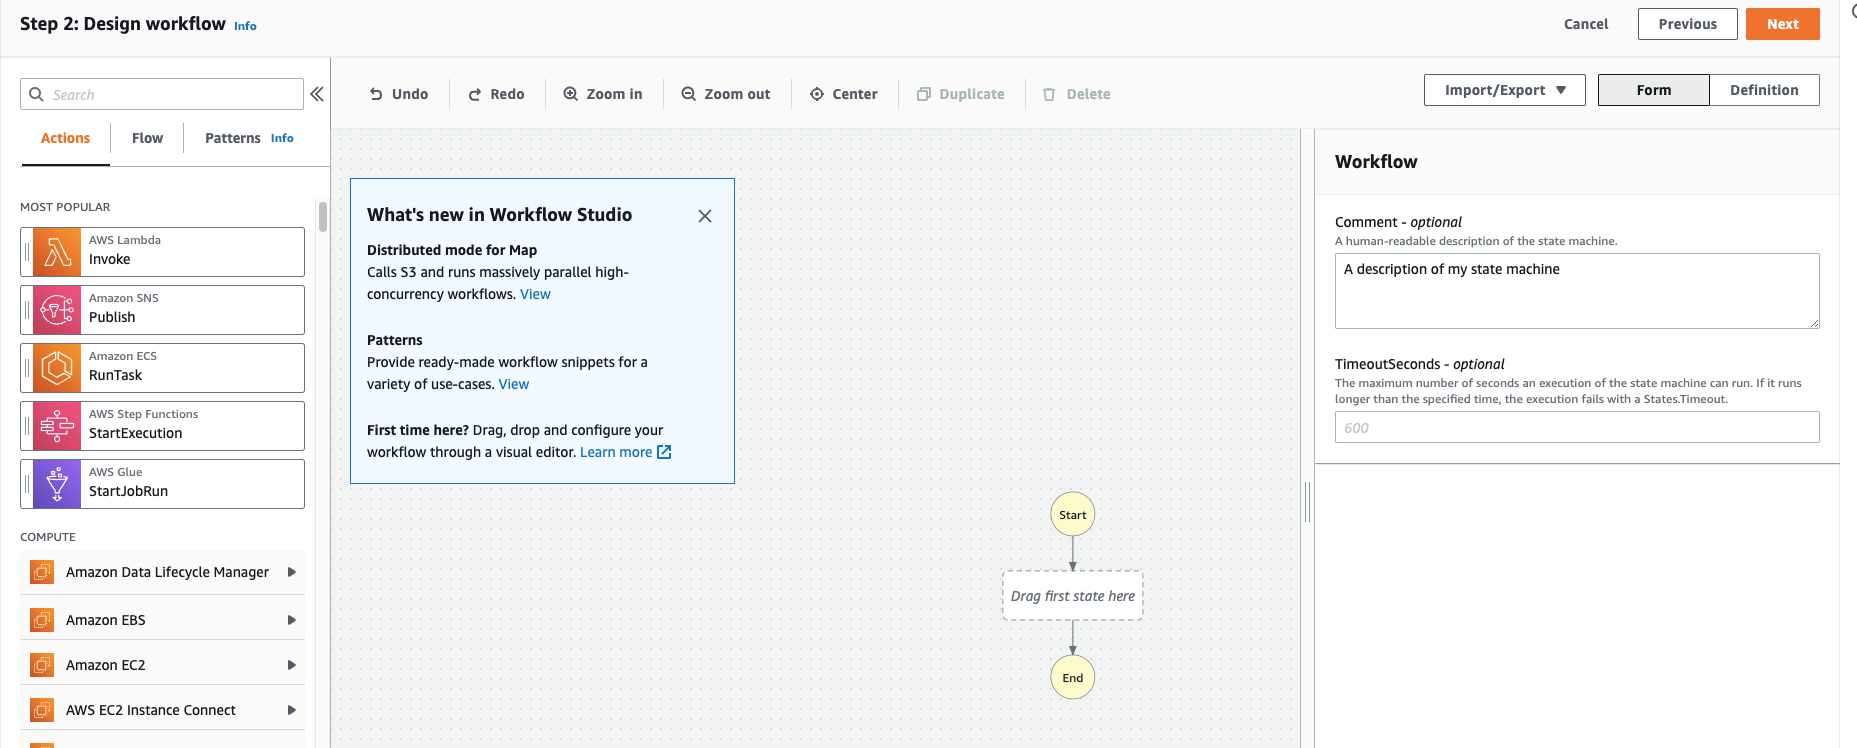 Step 2: Design workflow Info
Cancel
Previous
Next
Search
Actions
Flow
Patterns Info
MOST POPULAR
AWS Lambda
Invoke
Amazon SNS
Publish
Amazon ECS
RunTask
AWS Step Functions
StartExecution
AWS Glue
StartJobRun
COMPUTE
Amazon Data Lifecycle Manager
Amazon EBS
Amazon EC2
AWS EC2 Instance Connect
Undo
Redo
Zoom in
Zoom out
Center
Duplicate
Delete
Import/Export
Form
Definition
What's new in Workflow Studio
Distributed mode for Map
Calls S3 and runs massively parallel high-
concurrency workflows. View
Patterns
Provide ready-made workflow snippets for a
variety of use-cases. View
First time here? Drag, drop and configure your
workflow through a visual editor. Learn more
Start
Drag first state here
End
Workflow
Comment - optional
A human-readable description of the state machine.
A description of my state machine
TimeoutSeconds - optional
The maximum number of seconds an execution of the state machine can run. If it runs
longer than the specified time, the execution fails with a States.Timeout.
600